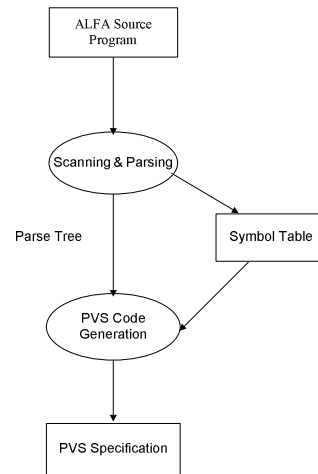 ALFA Source
Program
Scanning & Parsing
Parse Tree
Symbol Table
PVS Code
Generation
PVS Specification